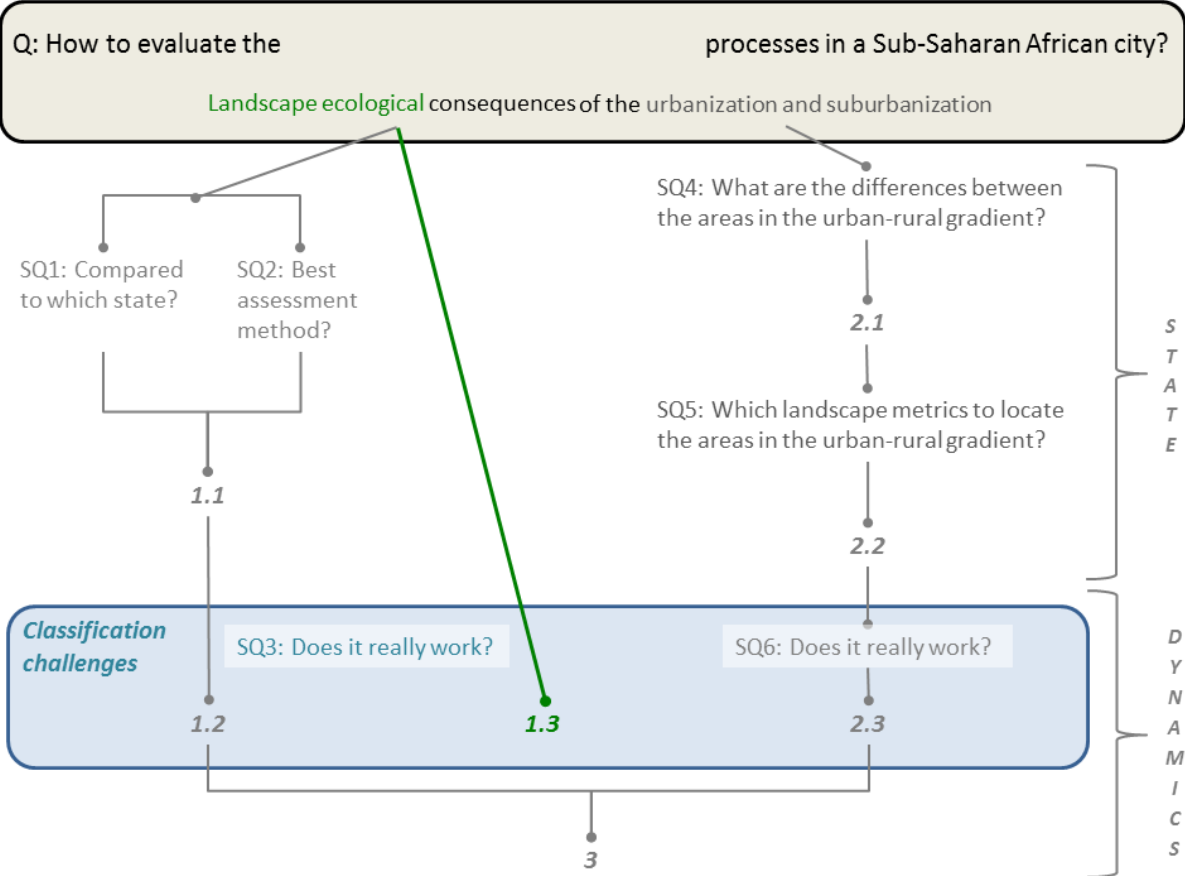 Q: How to evaluate the processes in a Sub-Saharan African city?
Landscape ecological consequences of the urbanization and suburbanization
SQ4: What are the differences between
the areas in the urban-rural gradient?
SQ1: Compared
to which state?
SQ2: Best
assessment
method?
2.1
SQ5: Which landscape metrics to locate
the areas in the urban-rural gradient?
1.1
2.2
STATE
Classification
challenges
SQ3: Does it really work?
SQ6: Does it really work?
1.2
1.3
2.3
DYNAMICS
3